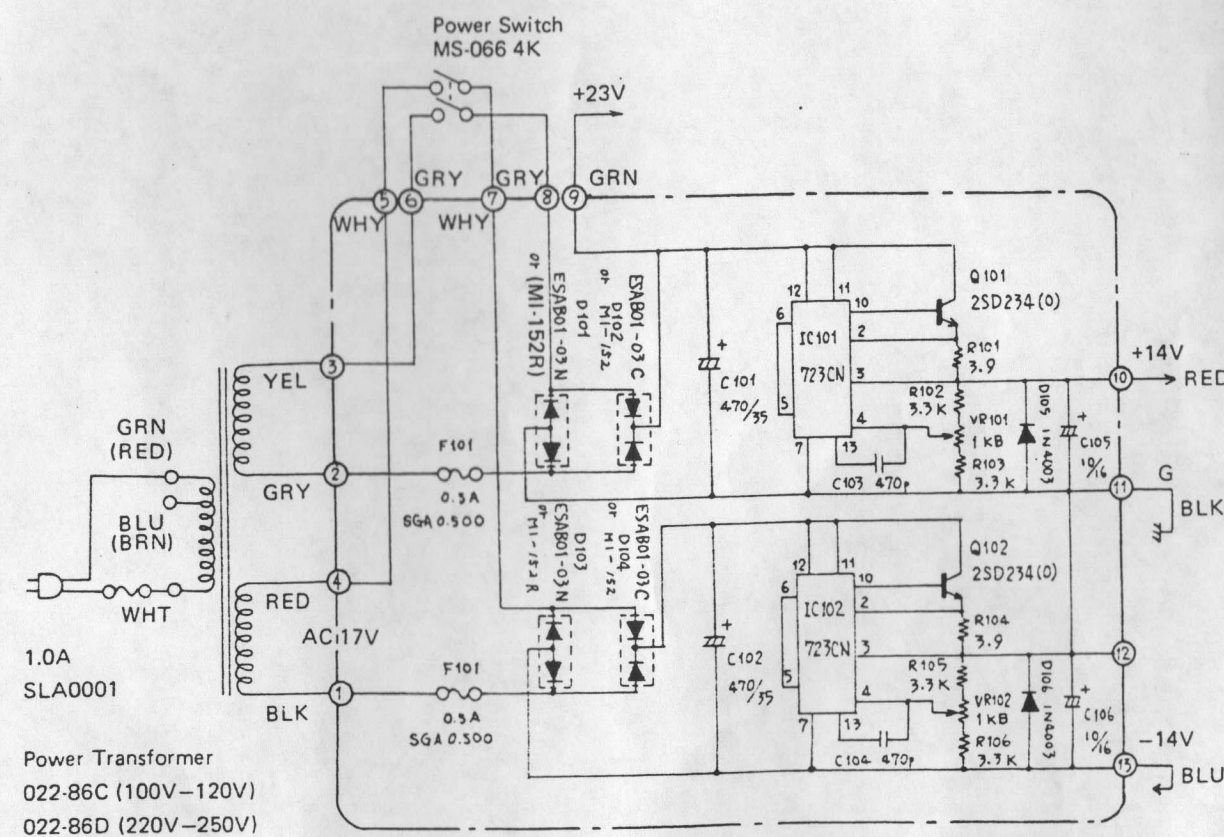 Power Switch
MS-066 4K
+23V
5
6
GRY
7
GRY
8
9
GRN
WHY
WHY
ESAB01-03N
or (MI-152R)
D101
ESAB01-03C
D102
or MI-152
12
11
10
6
2
IC101
723CN
3
5
4
7
13
Q101
2SD234(O)
R101
3.9
R102
3.3K
VR101
1kB
R103
3.3K
C101
470/35
C103 470p
D105 1N4003
C105
10/16
10
+14V
RED
11
G
BLK
3
YEL
GRN
(RED)
BLU
(BRN)
WHT
2
GRY
F101
0.5A
SGA 0.500
4
RED
AC 17V
1
BLK
F101
0.5A
SGA 0.500
ESAB01-03N
or MI-152R
D103
ESAB01-03C
D104
or MI-152
12
11
10
6
2
IC102
723CN
3
5
4
7
13
Q102
2SD234(O)
R104
3.9
R105
3.3K
VR102
1kB
R106
3.3K
C102
470/35
C104 470p
D106 1N4003
C106
10/16
12
-14V
13
BLU
1.0A
SLA0001
Power Transformer
022-86C (100V–120V)
022-86D (220V–250V)